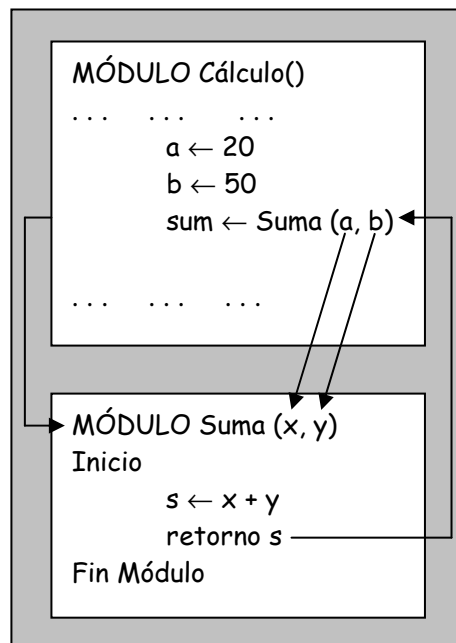 MÓDULO Cálculo()
. . . . . . . . .
a ← 20
b ← 50
sum ← Suma (a, b)
. . . . . . . . .
MÓDULO Suma (x, y)
Inicio
s ← x + y
retorno s
Fin Módulo